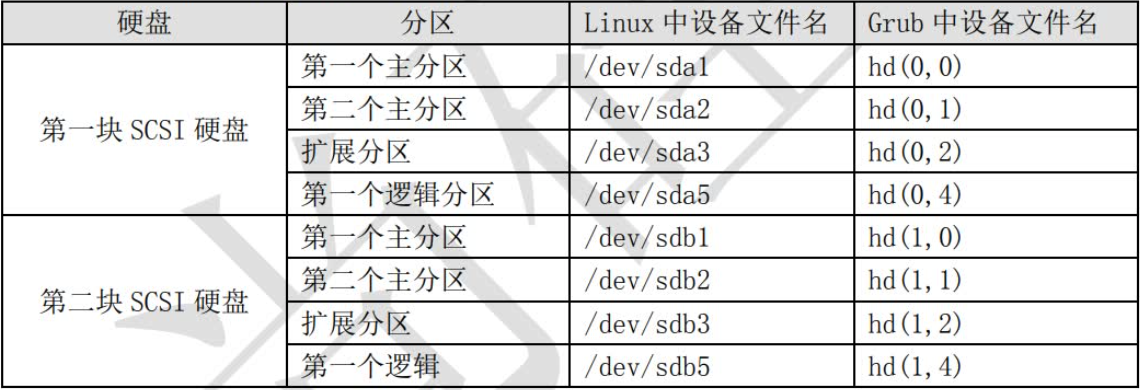 硬盘 分区 Linux 中设备文件名 Grub 中设备文件名
第一块 SCSI 硬盘 第一个主分区 /dev/sda1 hd(0,0)
第二个主分区 /dev/sda2 hd(0,1)
扩展分区 /dev/sda3 hd(0,2)
第一个逻辑分区 /dev/sda5 hd(0,4)
第二块 SCSI 硬盘 第一个主分区 /dev/sdb1 hd(1,0)
第二个主分区 /dev/sdb2 hd(1,1)
扩展分区 /dev/sdb3 hd(1,2)
第一个逻辑 /dev/sdb5 hd(1,4)